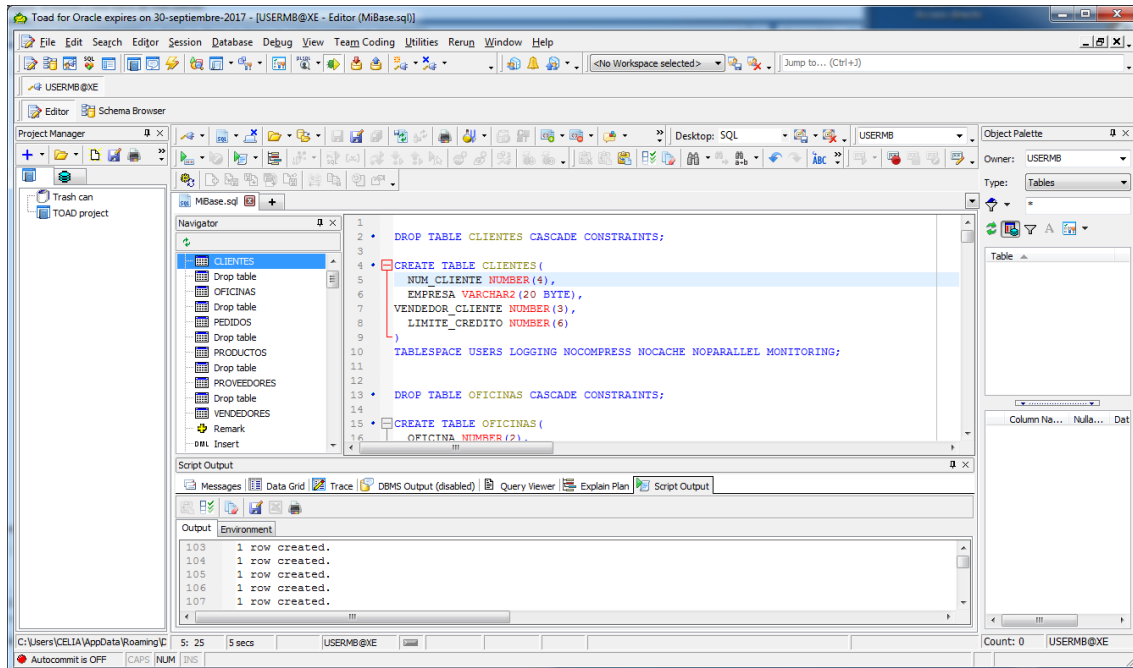 Toad for Oracle expires on 30-septiembre-2017 - [USERMB@XE - Editor (MiBase.sql)]
File Edit Search Editor Session Database Debug View Team Coding Utilities Rerun Window Help
<No Workspace selected> Jump to... (Ctrl+J)
USERMB@XE
Editor Schema Browser
Project Manager
Trash can
TOAD project
Desktop: SQL USERMB
MiBase.sql
Navigator
CLIENTES
Drop table
OFICINAS
Drop table
PEDIDOS
Drop table
PRODUCTOS
Drop table
PROVEEDORES
Drop table
VENDEDORES
Remark
Insert
1
2 DROP TABLE CLIENTES CASCADE CONSTRAINTS;
3
4 CREATE TABLE CLIENTES(
5 NUM_CLIENTE NUMBER(4),
6 EMPRESA VARCHAR2(20 BYTE),
7 VENDEDOR_CLIENTE NUMBER(3),
8 LIMITE_CREDITO NUMBER(6)
9 )
10 TABLESPACE USERS LOGGING NOCOMPRESS NOCACHE NOPARALLEL MONITORING;
11
12
13 DROP TABLE OFICINAS CASCADE CONSTRAINTS;
14
15 CREATE TABLE OFICINAS(
16 OFICINA NUMBER(2),
Object Palette
Owner: USERMB
Type: Tables
*
Table
Column Na... Nulla... Dat
Script Output
Messages Data Grid Trace DBMS Output (disabled) Query Viewer Explain Plan Script Output
Output Environment
103 1 row created.
104 1 row created.
105 1 row created.
106 1 row created.
107 1 row created.
C:\Users\CELIA\AppData\Roaming\ 5: 25 5 secs USERMB@XE Count: 0 USERMB@XE
Autocommit is OFF CAPS NUM INS